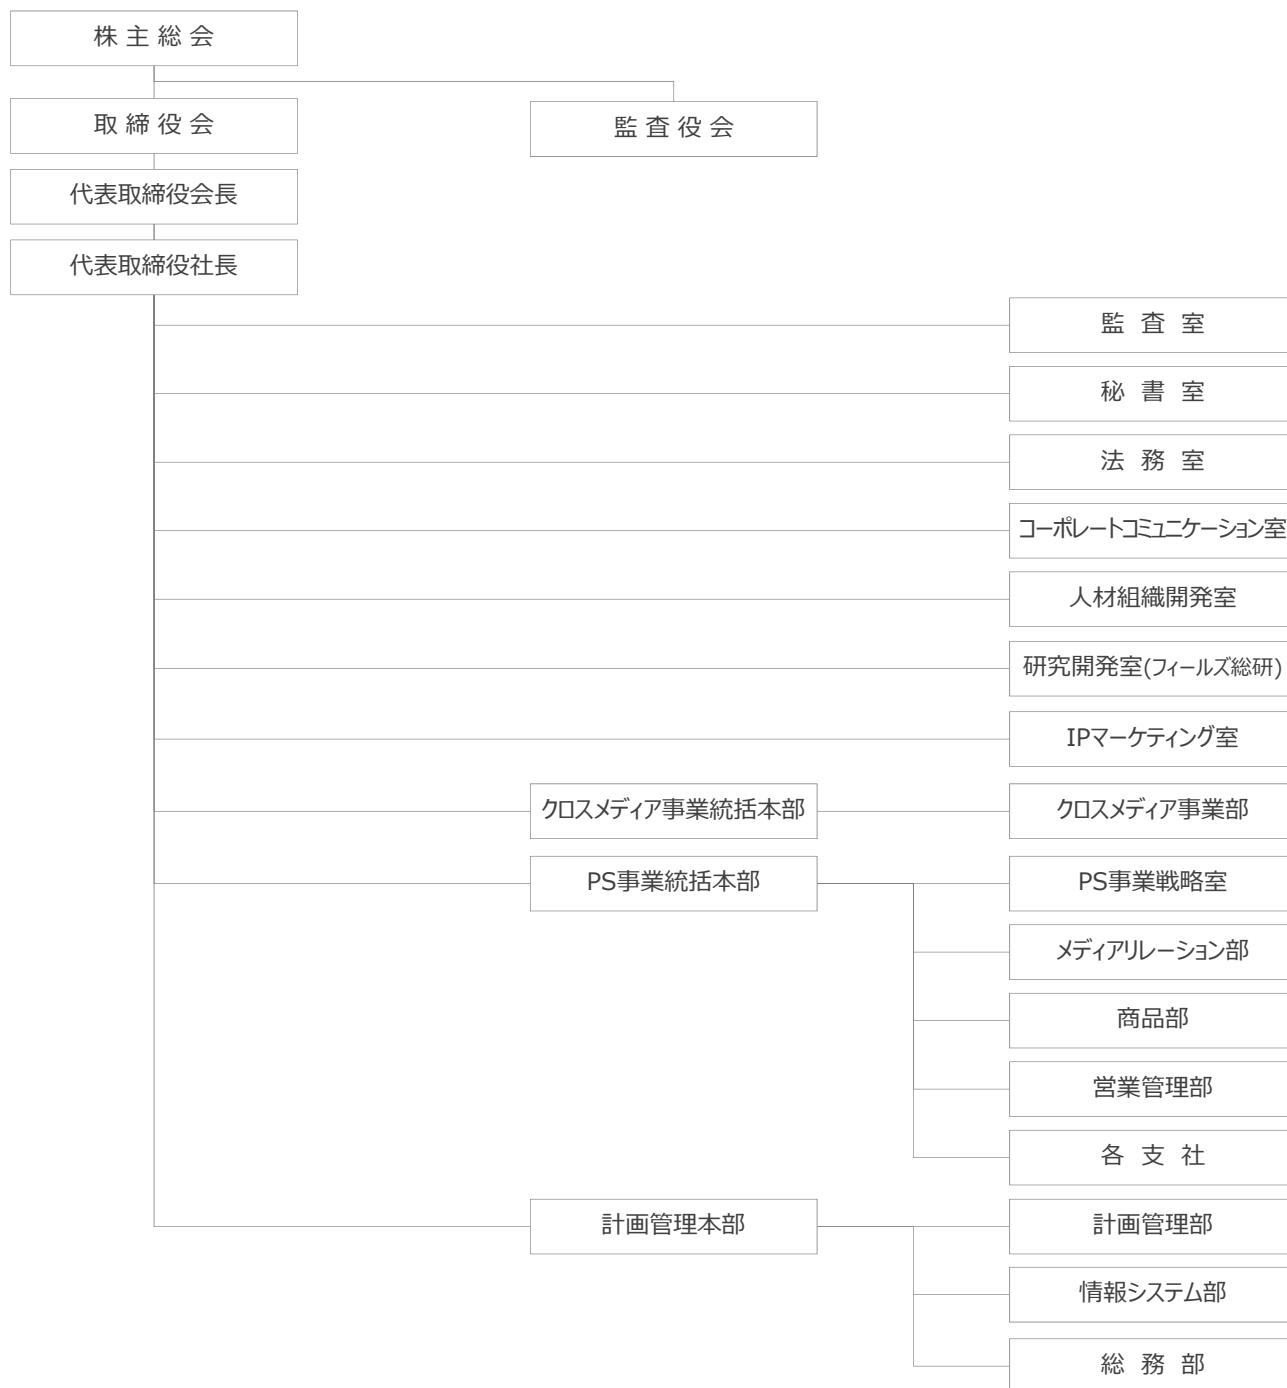 株主総会
取締役会
監査役会
代表取締役会長
代表取締役社長
監査室
秘書室
法務室
コーポレートコミュニケーション室
人材組織開発室
研究開発室(フィールズ総研)
IPマーケティング室
クロスメディア事業統括本部
クロスメディア事業部
PS事業統括本部
PS事業戦略室
メディアリレーション部
商品部
営業管理部
各支社
計画管理本部
計画管理部
情報システム部
総務部